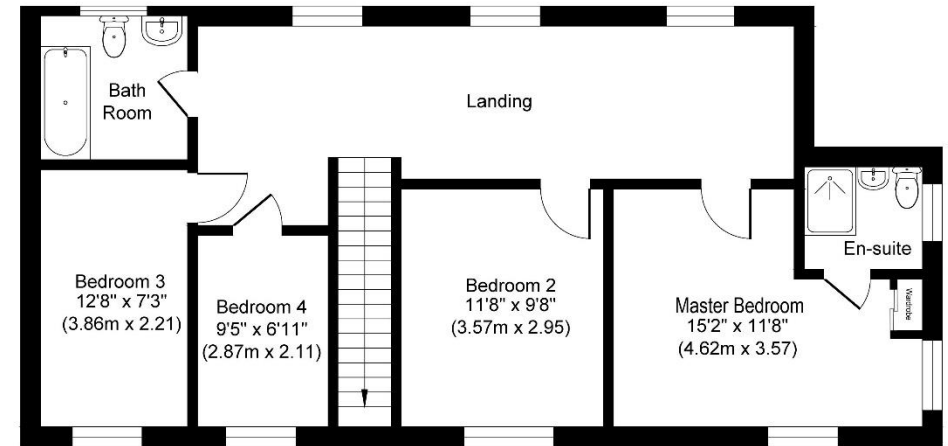 Bath
Room
Landing
En-suite
Wardrobe
Bedroom 3
12'8" x 7'3"
(3.86m x 2.21)
Bedroom 4
9'5" x 6'11"
(2.87m x 2.11)
Bedroom 2
11'8" x 9'8"
(3.57m x 2.95)
Master Bedroom
15'2" x 11'8"
(4.62m x 3.57)